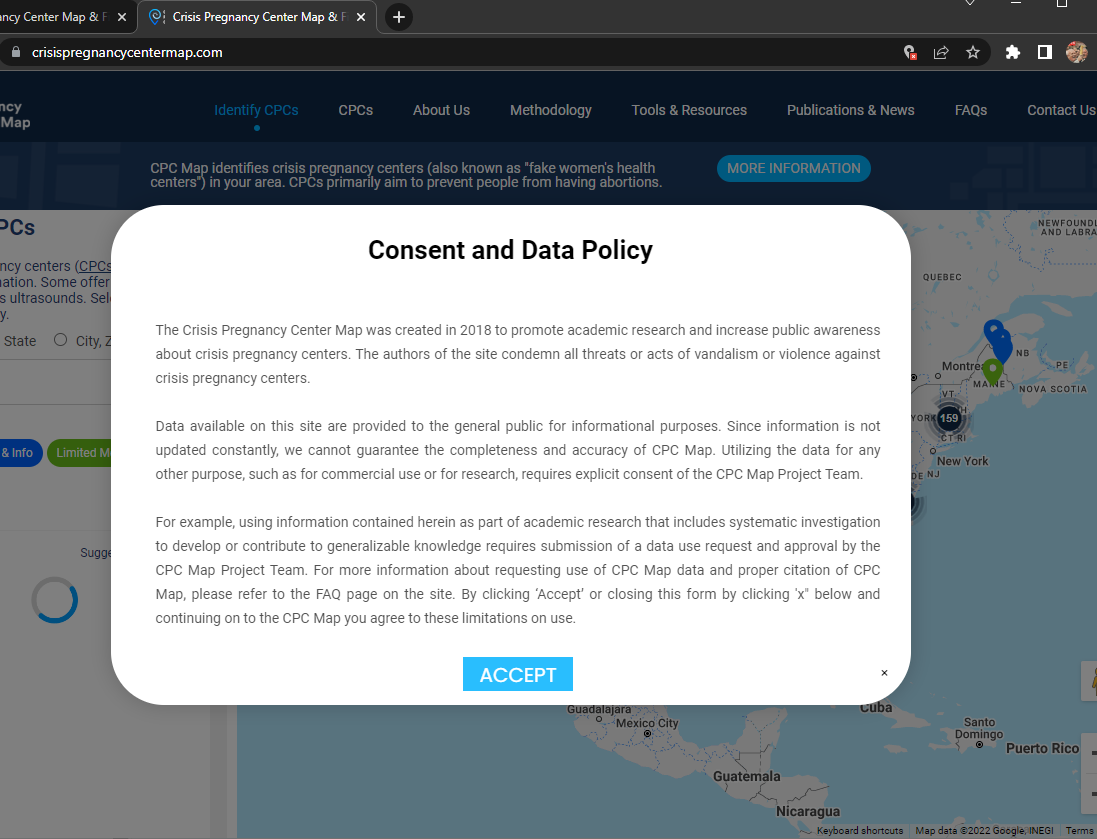 ncy Center Map & F
Crisis Pregnancy Center Map & F
crisispregnancycentermap.com
ncy
Map
Identify CPCs
CPCs
About Us
Methodology
Tools & Resources
Publications & News
FAQs
Contact Us
CPC Map identifies crisis pregnancy centers (also known as "fake women's health
centers") in your area. CPCs primarily aim to prevent people from having abortions.
MORE INFORMATION
PCs
ncy centers (CPCs
ation. Some offer
s ultrasounds. Sel
y.
State
City, Z
& Info
Limited Me
Sugge
Consent and Data Policy
The Crisis Pregnancy Center Map was created in 2018 to promote academic research and increase public awareness
about crisis pregnancy centers. The authors of the site condemn all threats or acts of vandalism or violence against
crisis pregnancy centers.
Data available on this site are provided to the general public for informational purposes. Since information is not
updated constantly, we cannot guarantee the completeness and accuracy of CPC Map. Utilizing the data for any
other purpose, such as for commercial use or for research, requires explicit consent of the CPC Map Project Team.
For example, using information contained herein as part of academic research that includes systematic investigation
to develop or contribute to generalizable knowledge requires submission of a data use request and approval by the
CPC Map Project Team. For more information about requesting use of CPC Map data and proper citation of CPC
Map, please refer to the FAQ page on the site. By clicking ‘Accept’ or closing this form by clicking 'x" below and
continuing on to the CPC Map you agree to these limitations on use.
ACCEPT
×
NEWFOUNDL
AND LABRA
QUEBEC
NB
PE
Montrea
MAINE
NOVA SCOTIA
VT
YORK
159
CT RI
New York
DE NJ
Guadalajara
Mexico City
Cuba
Santo
Domingo
Puerto Rico
Guatemala
Nicaragua
Keyboard shortcuts
Map data ©2022 Google, INEGI
Terms